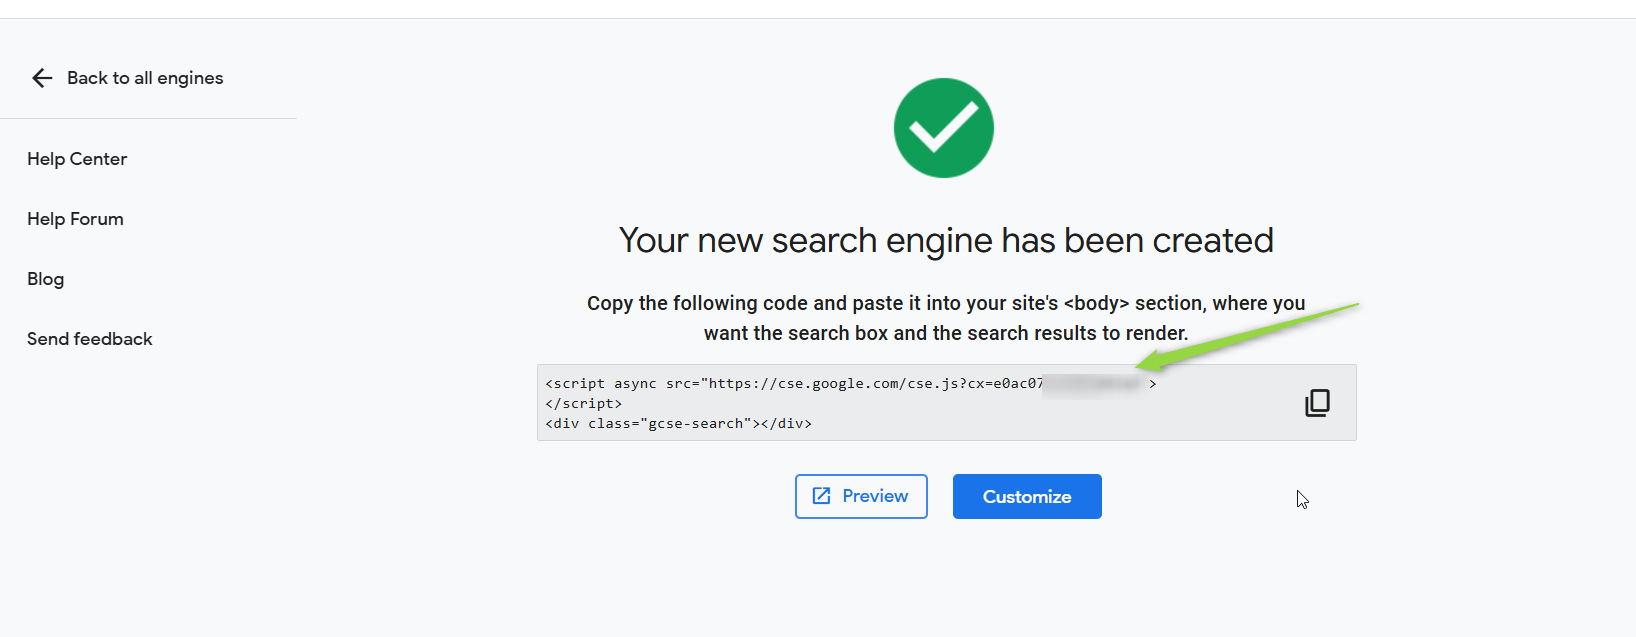 Back to all engines
Help Center
Help Forum
Blog
Send feedback
Your new search engine has been created
Copy the following code and paste it into your site's <body> section, where you
want the search box and the search results to render.
<script async src="https://cse.google.com/cse.js?cx=e0ac07 >
</script>
<div class="gcse-search"></div>
Preview
Customize